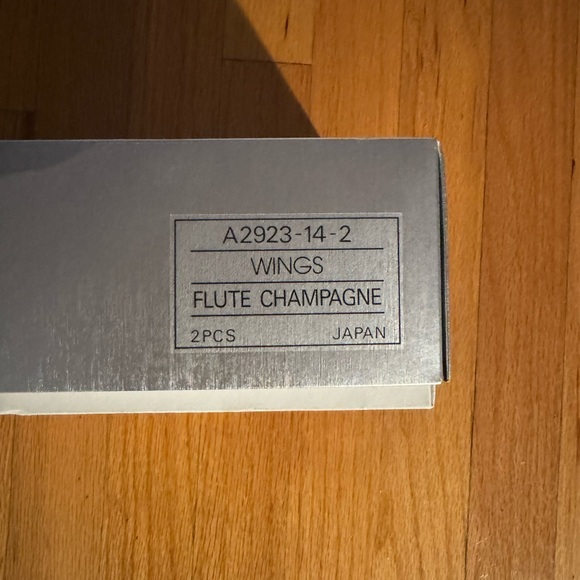 A2923-14-2
WINGS
FLUTE CHAMPAGNE
2PCS JAPAN